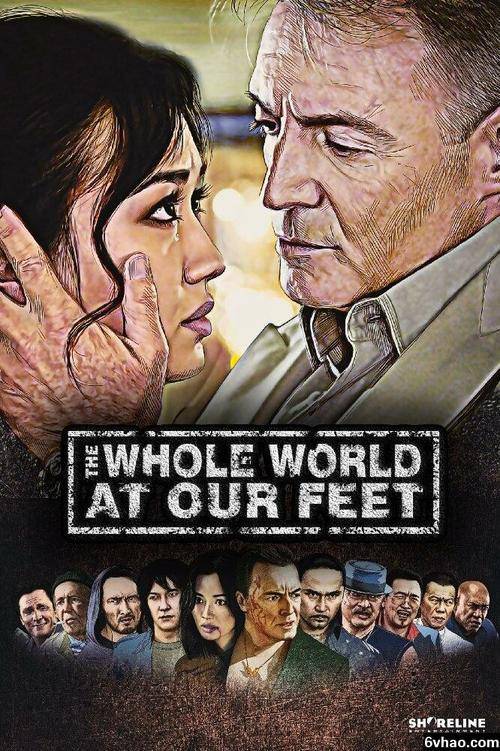 THE WHOLE WORLD
AT OUR FEET
SHORELINE
ENTERTAINMENT
6vhao.com